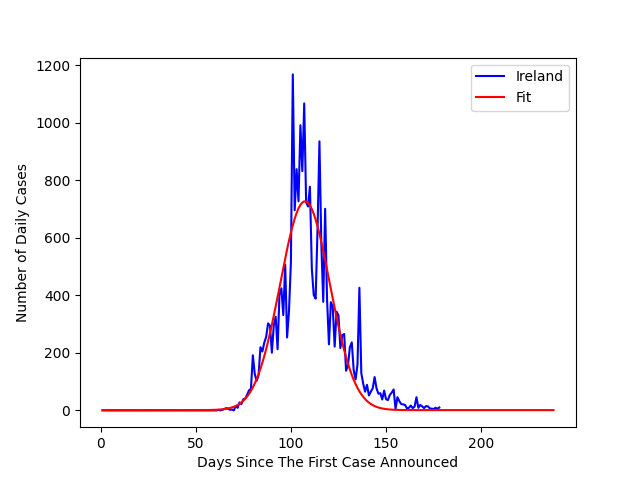 Ireland
Fit
1200
1000
800
600
400
200
0
Number of Daily Cases
0 50 100 150 200
Days Since The First Case Announced